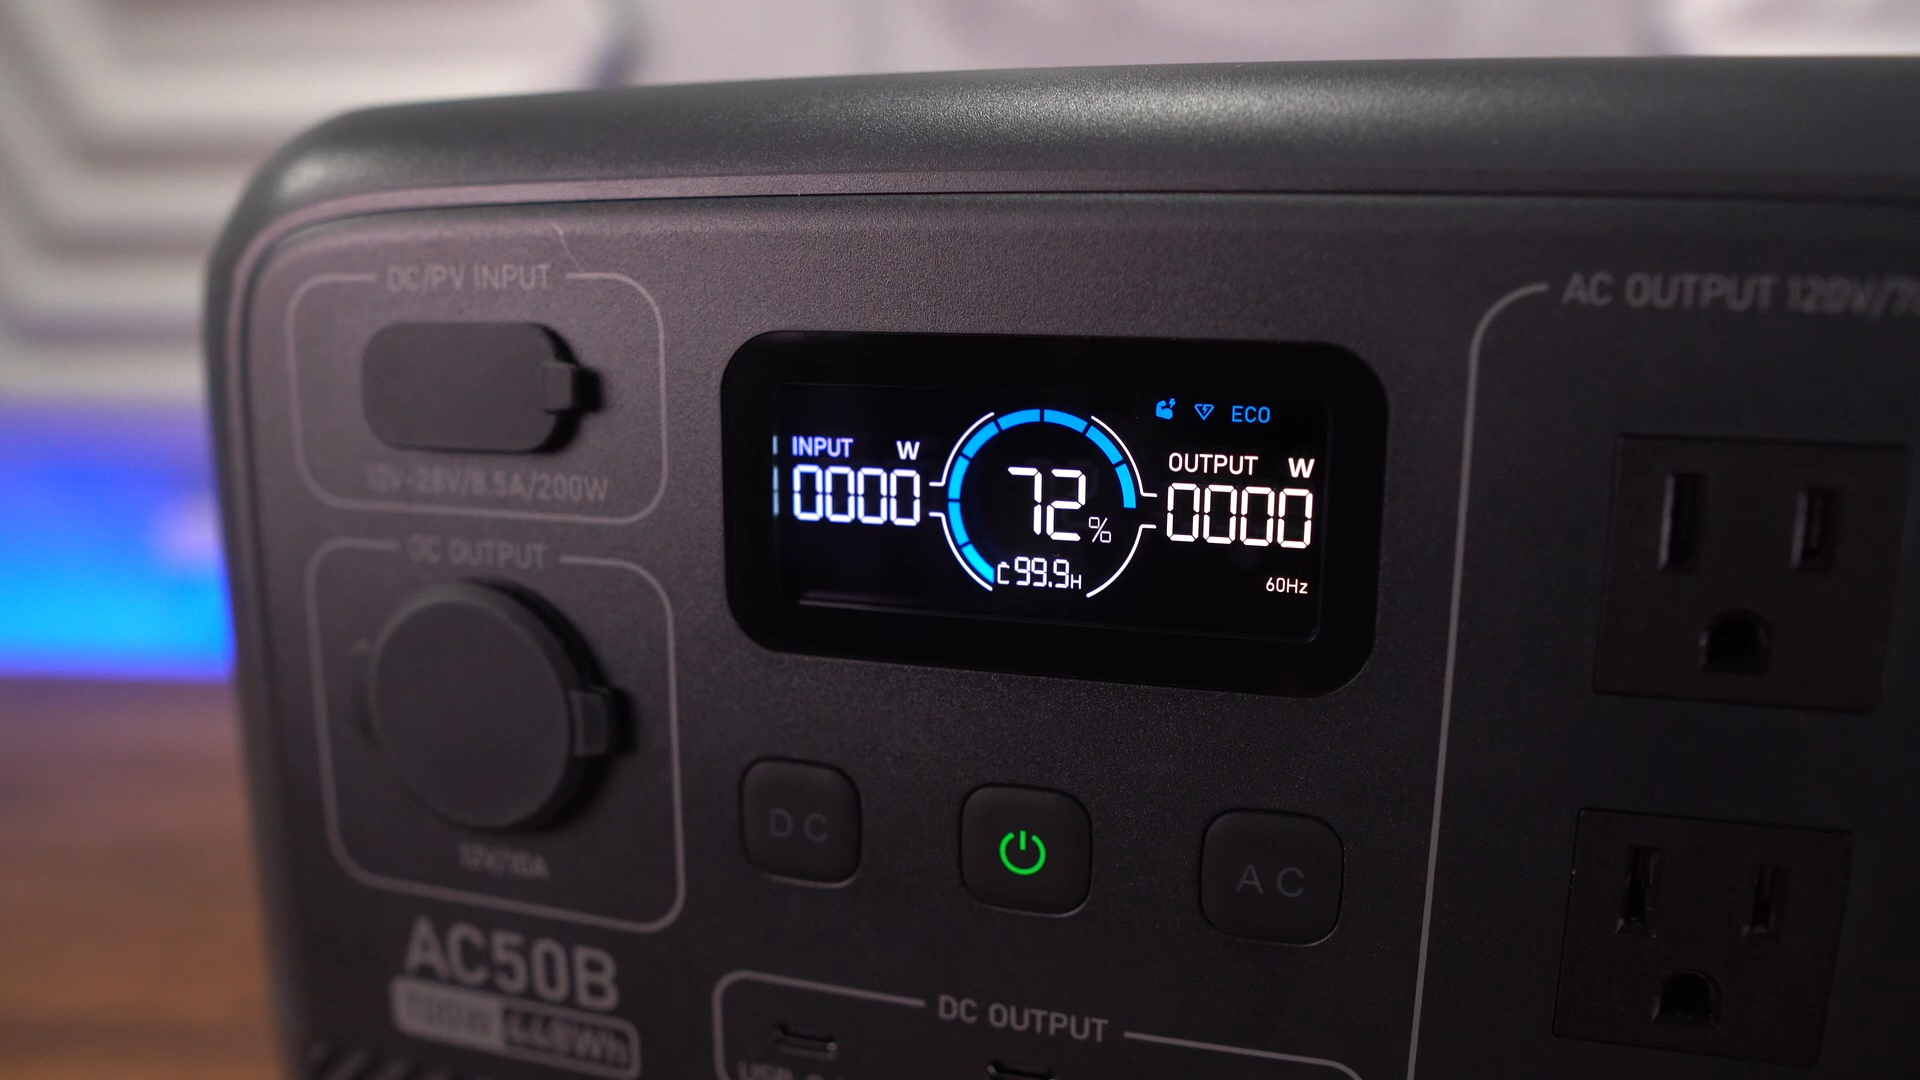 DC/PV INPUT
12V-28V/8.5A/200W
DC OUTPUT
12V/10A
AC50B
448Wh
INPUT W
0000
72%
99.9H
ECO
OUTPUT W
0000
60Hz
DC
AC
DC OUTPUT
AC OUTPUT 120V/7